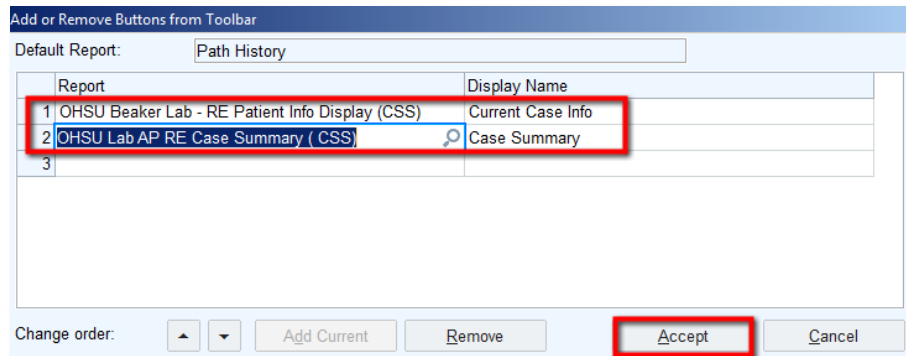 Add or Remove Buttons from Toolbar
Default Report: Path History
Report Display Name
1 OHSU Beaker Lab - RE Patient Info Display (CSS) Current Case Info
2 OHSU Lab AP RE Case Summary ( CSS) Case Summary
3
Change order: Add Current Remove Accept Cancel